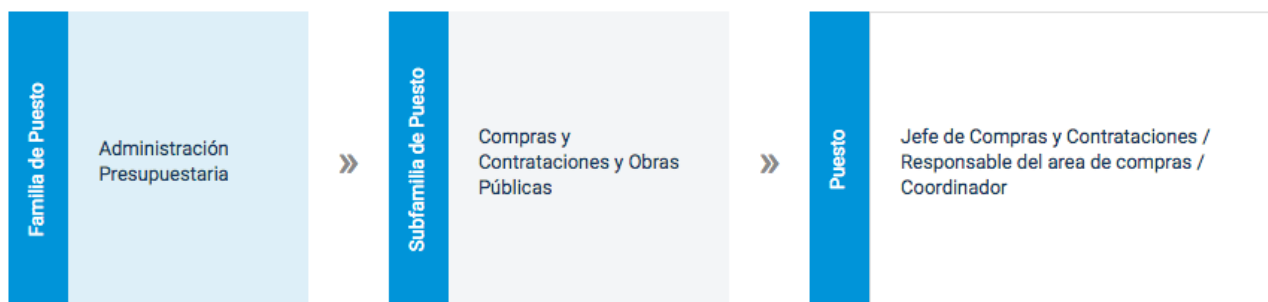 Familia de Puesto
Administración
Presupuestaria
»
Subfamilia de Puesto
Compras y
Contrataciones y Obras
Públicas
»
Puesto
Jefe de Compras y Contrataciones /
Responsable del area de compras /
Coordinador